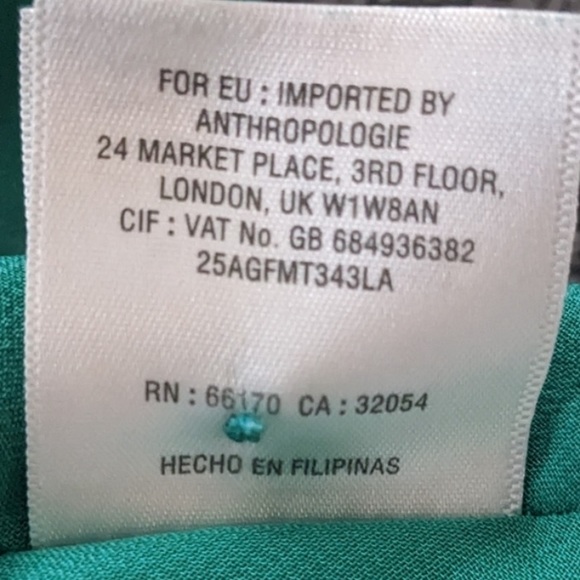 FOR EU : IMPORTED BY
ANTHROPOLOGIE
24 MARKET PLACE, 3RD FLOOR,
LONDON, UK W1W8AN
CIF : VAT No. GB 684936382
25AGFMT343LA
RN : 66170 CA : 32054
HECHO EN FILIPINAS